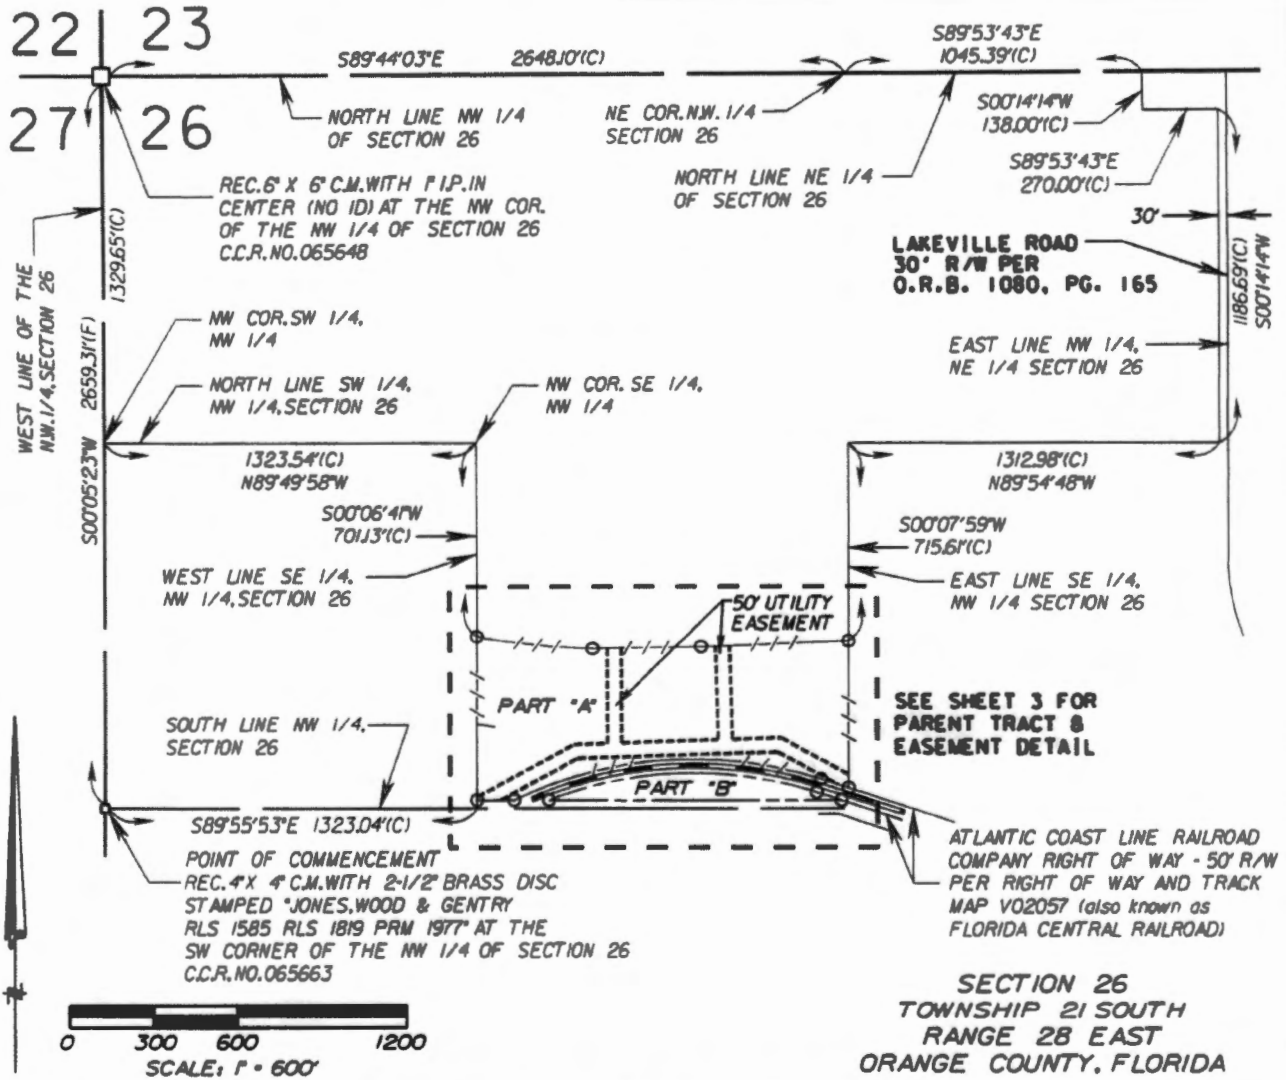 22 23
27 26
S89°44'03"E 2648.10'(C)
S89°53'43"E
1045.39'(C)
NORTH LINE NW 1/4
OF SECTION 26
NE COR.N.W. 1/4
SECTION 26
S00°14'14"W
138.00'(C)
S89°53'43"E
270.00'(C)
NORTH LINE NE 1/4
OF SECTION 26
30'
REC.6" X 6" C.M.WITH 1" I.P.IN
CENTER (NO ID) AT THE NW COR.
OF THE NW 1/4 OF SECTION 26
C.C.R.NO.065648
LAKEVILLE ROAD
30' R/W PER
O.R.B. 1080, PG. 165
1186.69'(C)
S00°14'14"W
WEST LINE OF THE
N.W.1/4,SECTION 26
1329.65'(C)
S00°05'23"W 2659.31'(F)
NW COR.SW 1/4,
NW 1/4
NORTH LINE SW 1/4,
NW 1/4,SECTION 26
NW COR. SE 1/4,
NW 1/4
EAST LINE NW 1/4,
NE 1/4 SECTION 26
1323.54'(C)
N89°49'58"W
1312.98'(C)
N89°54'48"W
S00°06'41"W
701.13'(C)
S00°07'59"W
715.61'(C)
WEST LINE SE 1/4,
NW 1/4,SECTION 26
EAST LINE SE 1/4,
NW 1/4 SECTION 26
50' UTILITY
EASEMENT
PART "A"
SEE SHEET 3 FOR
PARENT TRACT &
EASEMENT DETAIL
SOUTH LINE NW 1/4,
SECTION 26
PART "B"
S89°55'53"E 1323.04'(C)
POINT OF COMMENCEMENT
REC.4"X 4" C.M.WITH 2-1/2" BRASS DISC
STAMPED "JONES,WOOD & GENTRY
RLS 1585 RLS 1819 PRM 1977" AT THE
SW CORNER OF THE NW 1/4 OF SECTION 26
C.C.R.NO.065663
ATLANTIC COAST LINE RAILROAD
COMPANY RIGHT OF WAY - 50' R/W
PER RIGHT OF WAY AND TRACK
MAP V02057 (also known as
FLORIDA CENTRAL RAILROAD)
N
0 300 600 1200
SCALE: 1" = 600'
SECTION 26
TOWNSHIP 21 SOUTH
RANGE 28 EAST
ORANGE COUNTY, FLORIDA